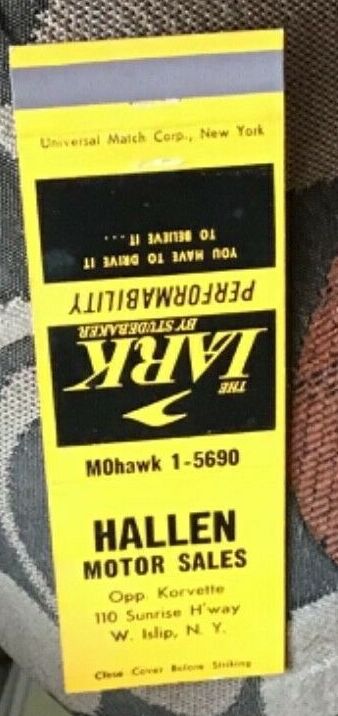 Universal Match Corp., New York
THE LARK
BY STUDEBAKER
PERFORMABILITY
YOU HAVE TO DRIVE IT
TO BELIEVE IT....
MOhawk 1-5690
HALLEN
MOTOR SALES
Opp. Korvette
110 Sunrise H'way
W. Islip, N. Y.
Close Cover Before Striking